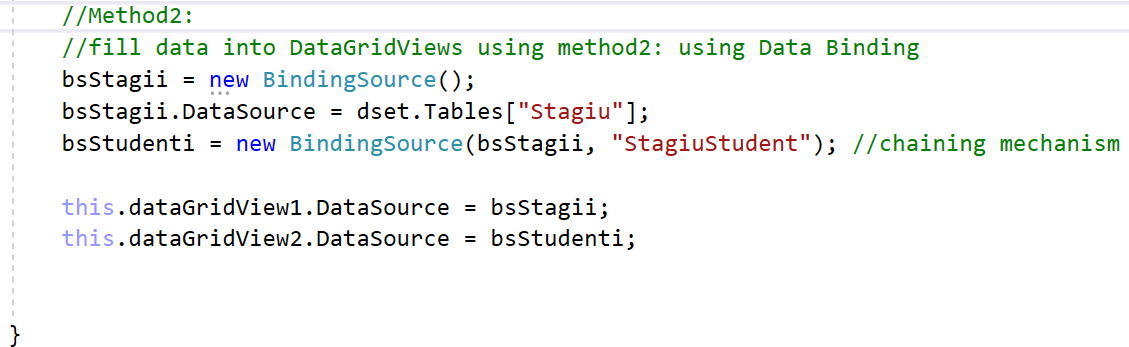 //Method2:
//fill data into DataGridViews using method2: using Data Binding
bsStagii = new BindingSource();
bsStagii.DataSource = dset.Tables["Stagiu"];
bsStudenti = new BindingSource(bsStagii, "StagiuStudent"); //chaining mechanism
this.dataGridView1.DataSource = bsStagii;
this.dataGridView2.DataSource = bsStudenti;
}